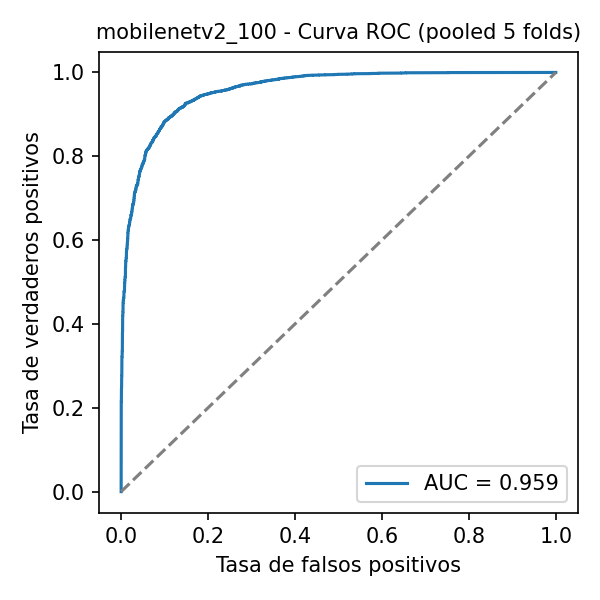 mobilenetv2_100 - Curva ROC (pooled 5 folds)
Tasa de verdaderos positivos
1.0
0.8
0.6
0.4
0.2
0.0
AUC = 0.959
0.0 0.2 0.4 0.6 0.8 1.0
Tasa de falsos positivos